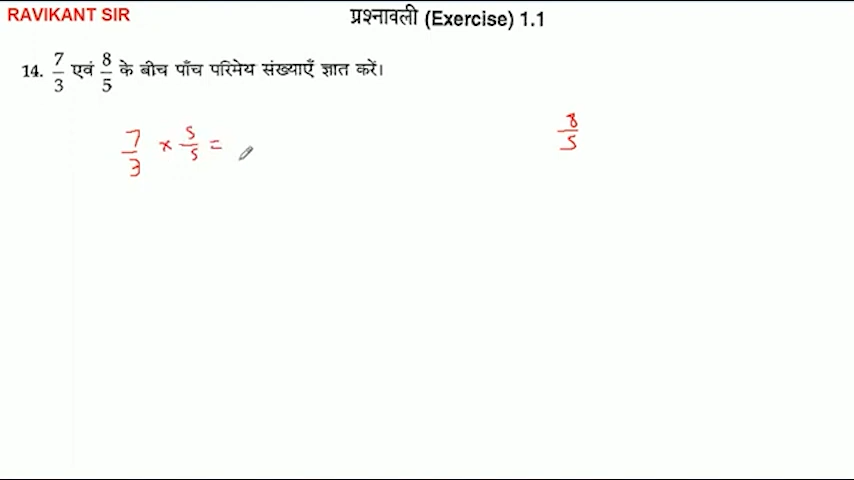 RAVIKANT SIR
प्रश्नावली (Exercise) 1.1
14. 7/3 एवं 8/5 के बीच पाँच परिमेय संख्याएँ ज्ञात करें।
7/3 × 5/5 =
8/5